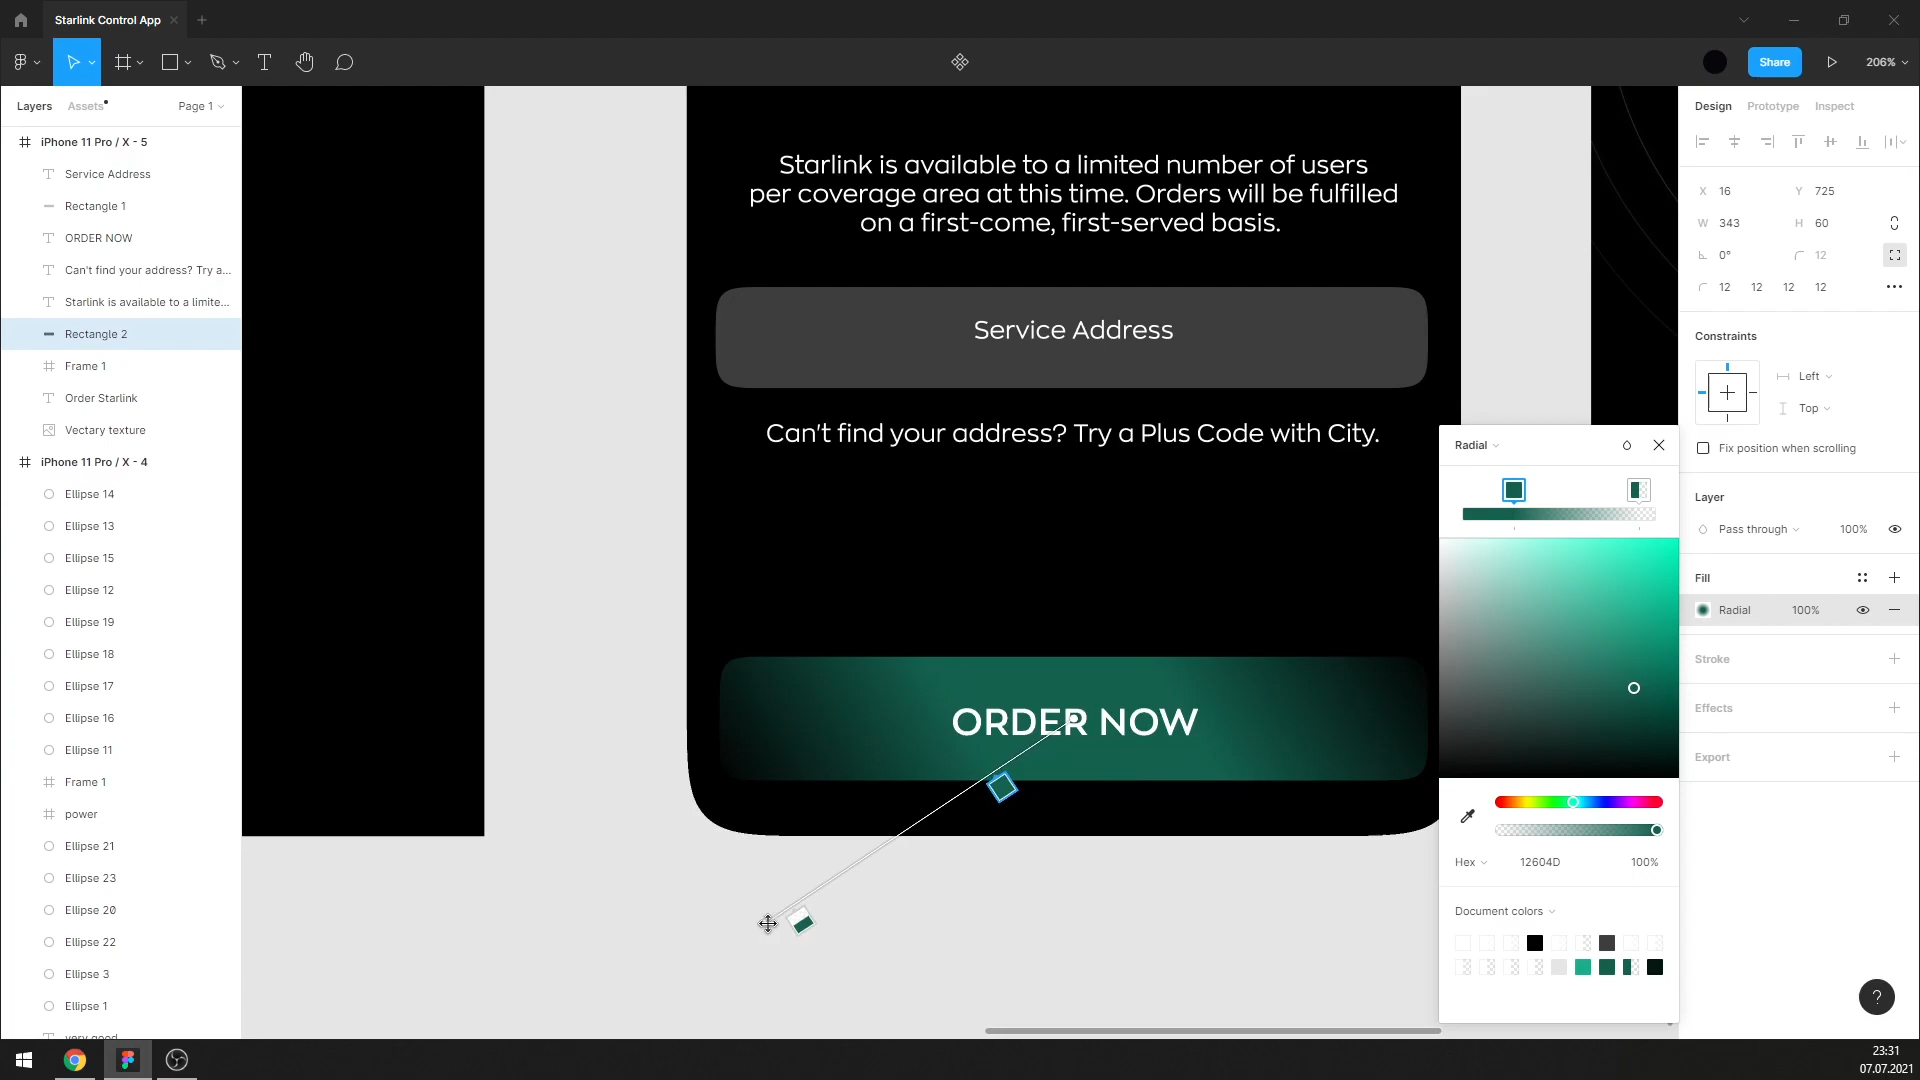 Starlink Control App
Share
206%
Layers
Assets
Page 1
iPhone 11 Pro / X - 5
Service Address
Rectangle 1
ORDER NOW
Can't find your address? Try a...
Starlink is available to a limite...
Rectangle 2
Frame 1
Order Starlink
Vectary texture
iPhone 11 Pro / X - 4
Ellipse 14
Ellipse 13
Ellipse 15
Ellipse 12
Ellipse 19
Ellipse 18
Ellipse 17
Ellipse 16
Ellipse 11
Frame 1
power
Ellipse 21
Ellipse 23
Ellipse 20
Ellipse 22
Ellipse 3
Ellipse 1
very good
Starlink is available to a limited number of users
per coverage area at this time. Orders will be fulfilled
on a first-come, first-served basis.
Service Address
Can't find your address? Try a Plus Code with City.
ORDER NOW
Radial
Hex 12604D 100%
Document colors
Design Prototype Inspect
X 16 Y 725
W 343 H 60
0° 12
12 12 12 12
Constraints
Left
Top
Fix position when scrolling
Layer
Pass through 100%
Fill
Radial 100%
Stroke
Effects
Export
?
23:31
07.07.2021